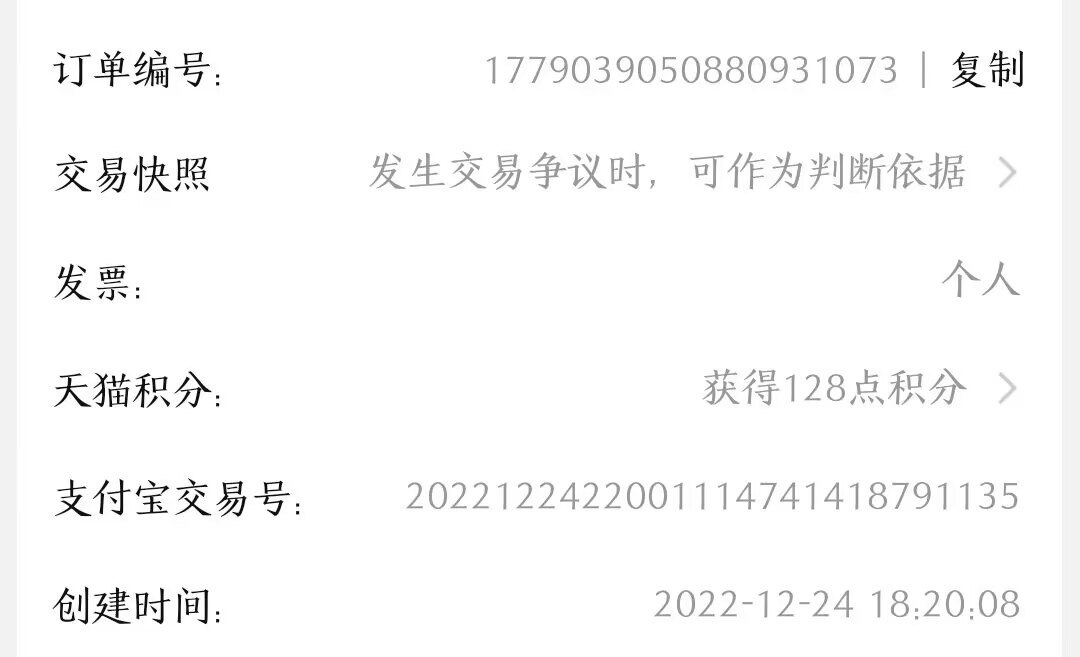 订单编号: 1779039050880931073 | 复制
交易快照 发生交易争议时，可作为判断依据
发票: 个人
天猫积分: 获得128点积分
支付宝交易号: 2022122422001114741418791135
创建时间: 2022-12-24 18:20:08